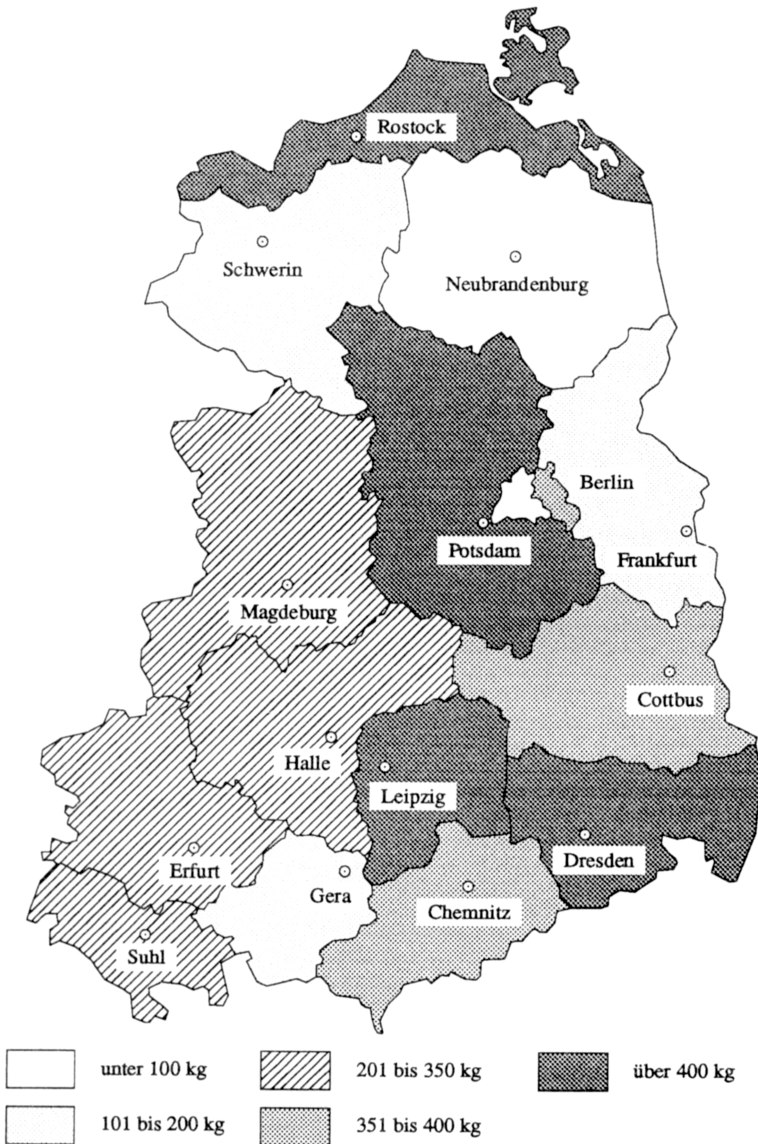 Rostock
Schwerin
Neubrandenburg
Berlin
Potsdam
Frankfurt
Magdeburg
Cottbus
Halle
Leipzig
Erfurt
Gera
Dresden
Chemnitz
Suhl
unter 100 kg
201 bis 350 kg
über 400 kg
101 bis 200 kg
351 bis 400 kg